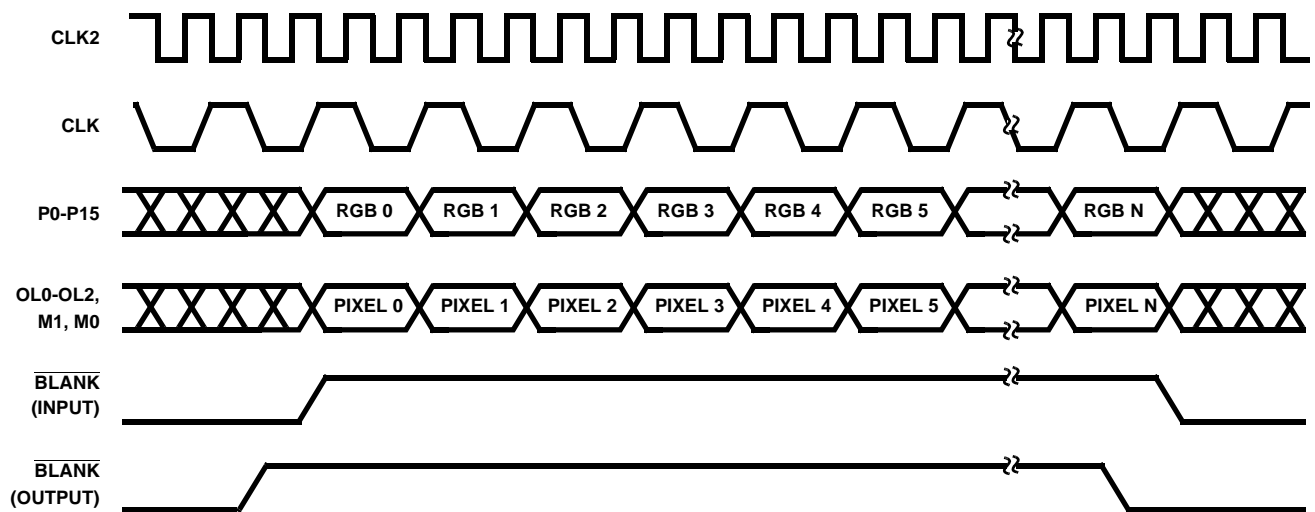 CLK2
CLK
P0-P15
RGB 0 RGB 1 RGB 2 RGB 3 RGB 4 RGB 5 RGB N
OL0-OL2,
M1, M0
PIXEL 0 PIXEL 1 PIXEL 2 PIXEL 3 PIXEL 4 PIXEL 5 PIXEL N
BLANK
(INPUT)
BLANK
(OUTPUT)